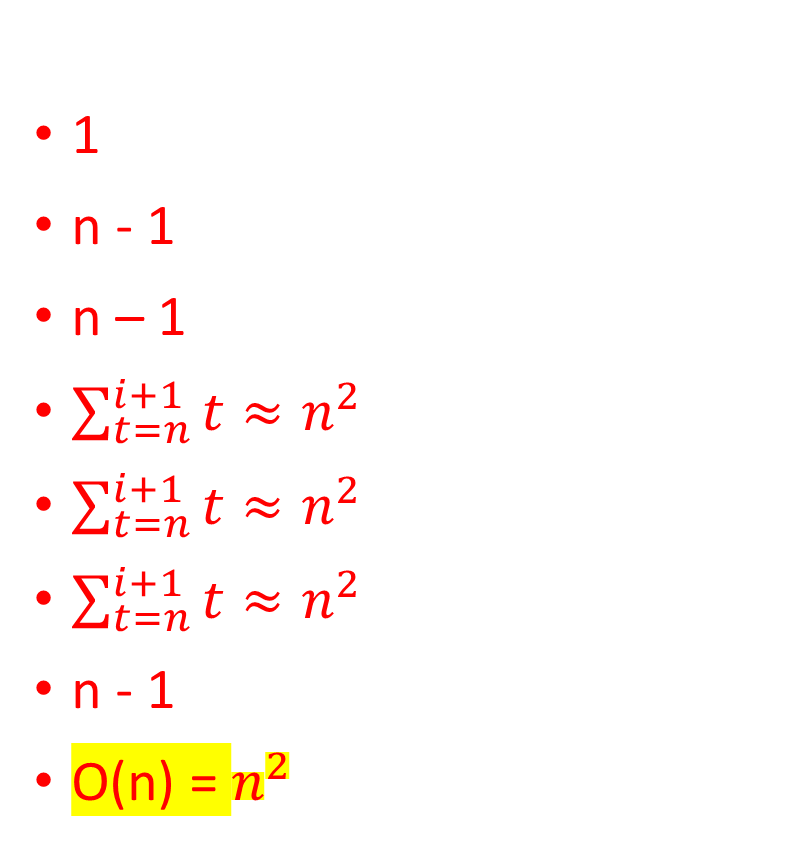 • 1
• n - 1
• n – 1
• ∑_{t=n}^{i+1} t ≈ n²
• ∑_{t=n}^{i+1} t ≈ n²
• ∑_{t=n}^{i+1} t ≈ n²
• n - 1
• O(n) = n²